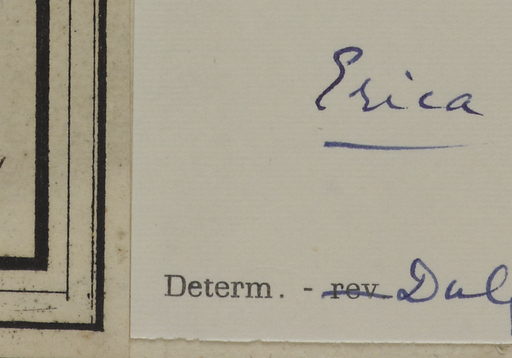 Erica
Determ. - rev